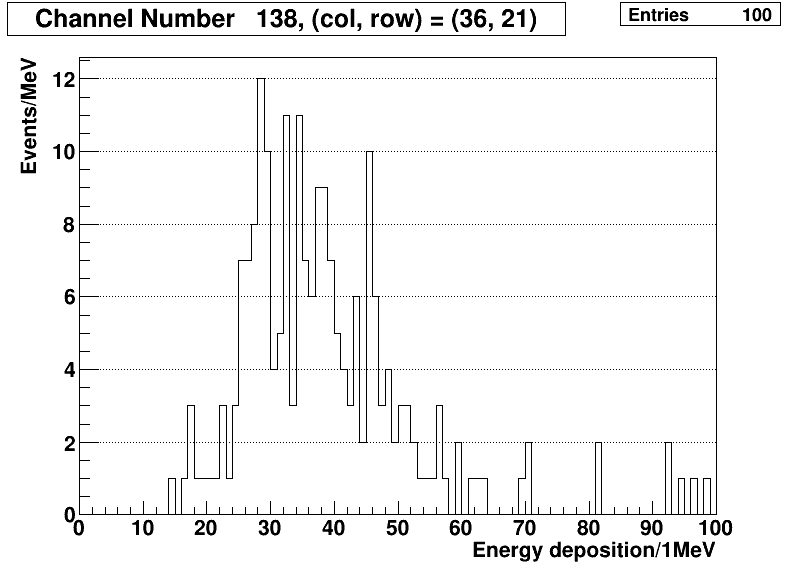 Channel Number 138, (col, row) = (36, 21)
Entries 100
Events/MeV
12
10
8
6
4
2
0
0 10 20 30 40 50 60 70 80 90 100
Energy deposition/1MeV